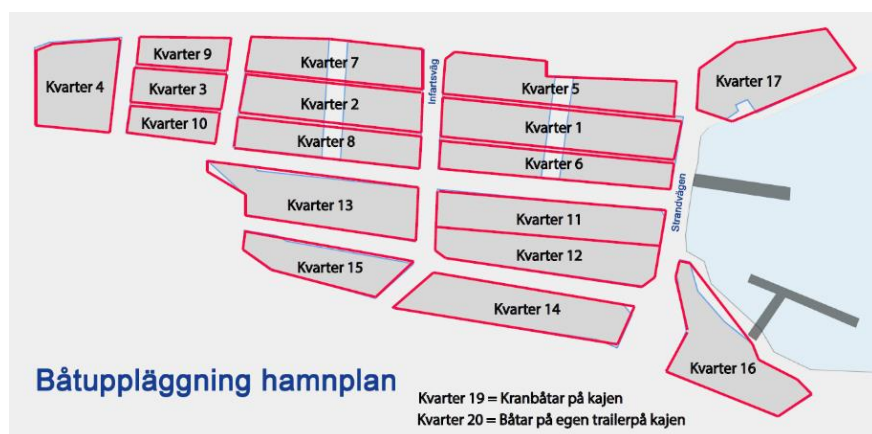 Kvarter 9
Kvarter 7
Kvarter 4
Kvarter 3
Kvarter 2
Kvarter 10
Kvarter 8
Infartsväg
Kvarter 5
Kvarter 17
Kvarter 1
Kvarter 6
Strandvägen
Kvarter 13
Kvarter 11
Kvarter 12
Kvarter 15
Kvarter 14
Kvarter 16
Båtuppläggning hamnplan
Kvarter 19 = Kranbåtar på kajen
Kvarter 20 = Båtar på egen trailerpå kajen